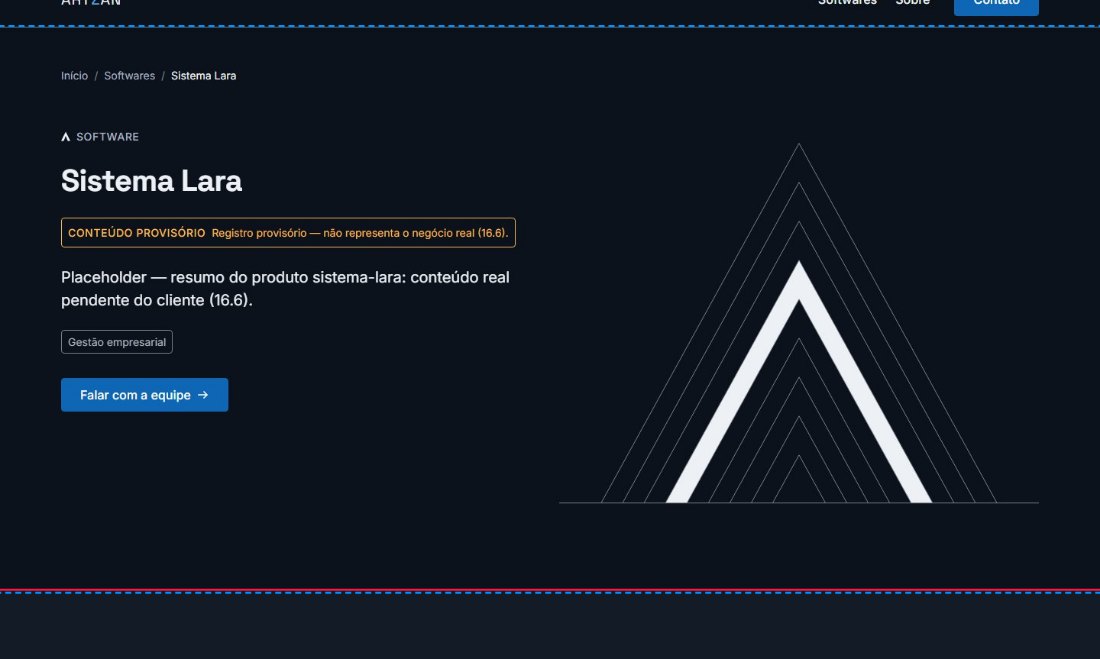 ARTZAN
Softwares Sobre Contato
Início / Softwares / Sistema Lara
SOFTWARE
Sistema Lara
CONTEÚDO PROVISÓRIO Registro provisório — não representa o negócio real (16.6).
Placeholder — resumo do produto sistema-lara: conteúdo real
pendente do cliente (16.6).
Gestão empresarial
Falar com a equipe →